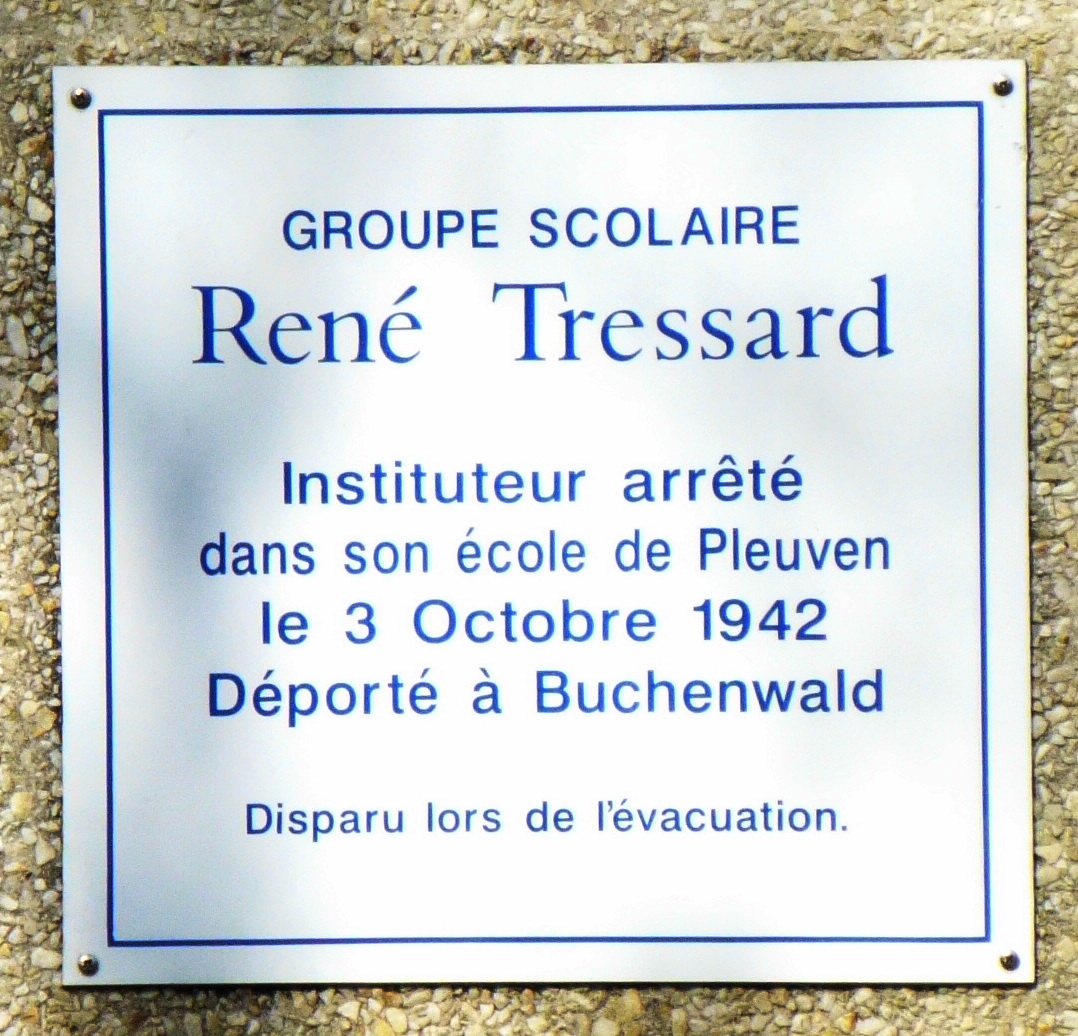 GROUPE SCOLAIRE
René Tressard
Instituteur arrêté
dans son école de Pleuven
le 3 Octobre 1942
Déporté à Buchenwald
Disparu lors de l'évacuation.